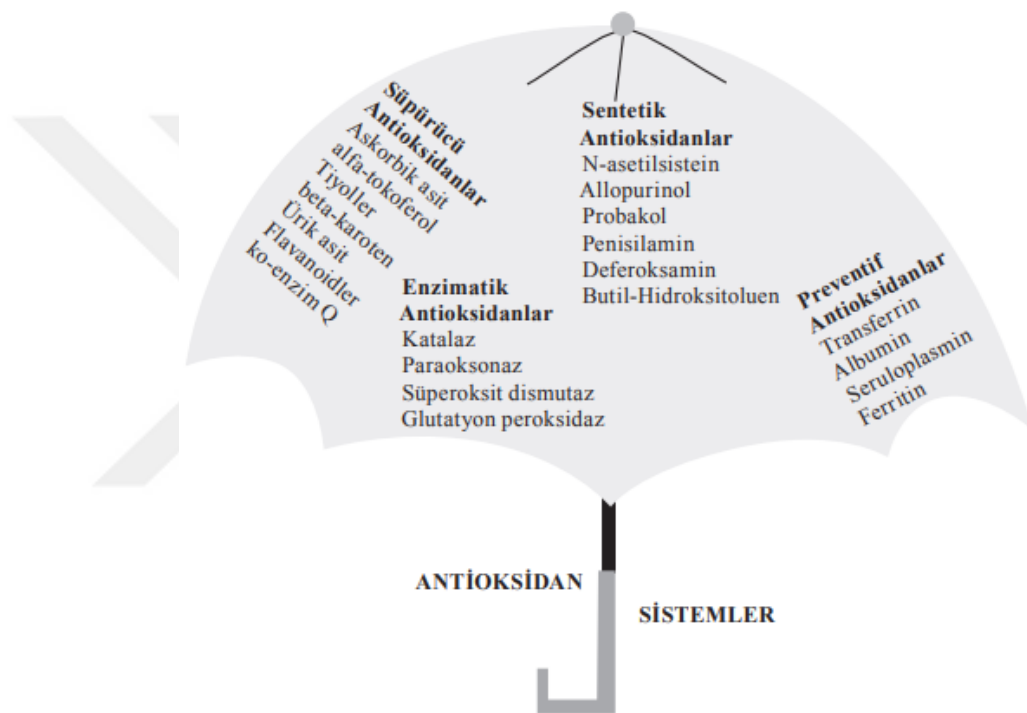 Süpürücü
Antioksidanlar
Askorbik asit
alfa-tokoferol
Tiyoller
beta-karoten
Ürik asit
Flavanoidler
ko-enzim Q
Enzimatik
Antioksidanlar
Katalaz
Paraoksonaz
Süperoksit dismutaz
Glutatyon peroksidaz
Sentetik
Antioksidanlar
N-asetilsistein
Allopurinol
Probakol
Penisilamin
Deferoksamin
Butil-Hidroksitoluen
Preventif
Antioksidanlar
Transferrin
Albumin
Seruloplasmin
Ferritin
ANTİOKSİDAN
SİSTEMLER